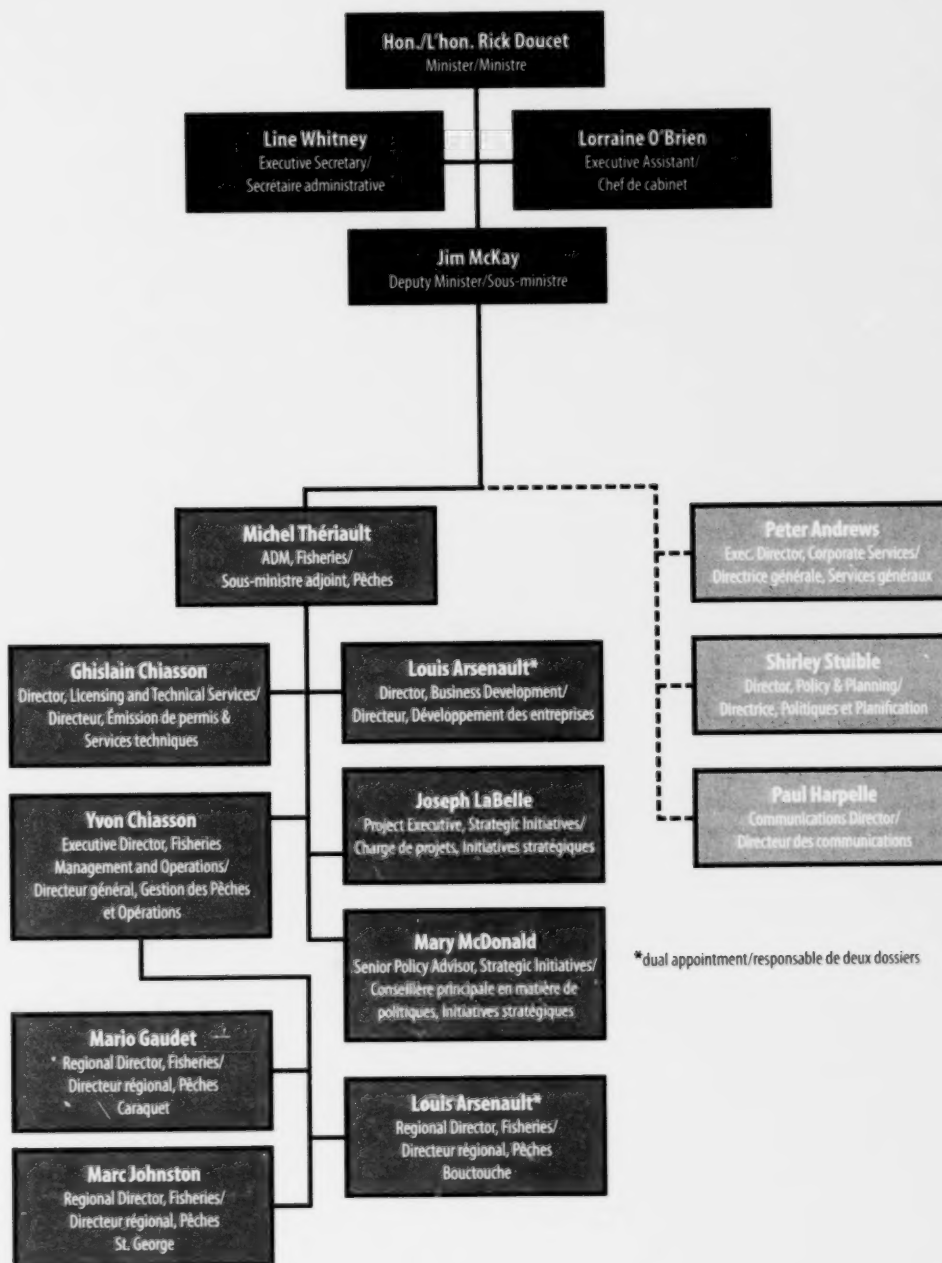 Hon./L'hon. Rick Doucet
Minister/Ministre
Line Whitney
Executive Secretary/
Secrétaire administrative
Lorraine O'Brien
Executive Assistant/
Chef de cabinet
Jim McKay
Deputy Minister/Sous-ministre
Michel Thériault
ADM, Fisheries/
Sous-ministre adjoint, Pêches
Peter Andrews
Exec. Director, Corporate Services/
Directrice générale, Services généraux
Ghislain Chiasson
Director, Licensing and Technical Services/
Directeur, Émission de permis &
Services techniques
Louis Arsenault*
Director, Business Development/
Directeur, Développement des entreprises
Shirley Stuible
Director, Policy & Planning/
Directrice, Politiques et Planification
Yvon Chiasson
Executive Director, Fisheries
Management and Operations/
Directeur général, Gestion des Pêches
et Opérations
Joseph LaBelle
Project Executive, Strategic Initiatives/
Charge de projets, Initiatives stratégiques
Paul Harpelle
Communications Director/
Directeur des communications
Mary McDonald
Senior Policy Advisor, Strategic Initiatives/
Conseillère principale en matière de
politiques, Initiatives stratégiques
*dual appointment/responsable de deux dossiers
Mario Gaudet
Regional Director, Fisheries/
Directeur régional, Pêches
Caraquet
Louis Arsenault*
Regional Director, Fisheries/
Directeur régional, Pêches
Bouctouche
Marc Johnston
Regional Director, Fisheries/
Directeur régional, Pêches
St. George